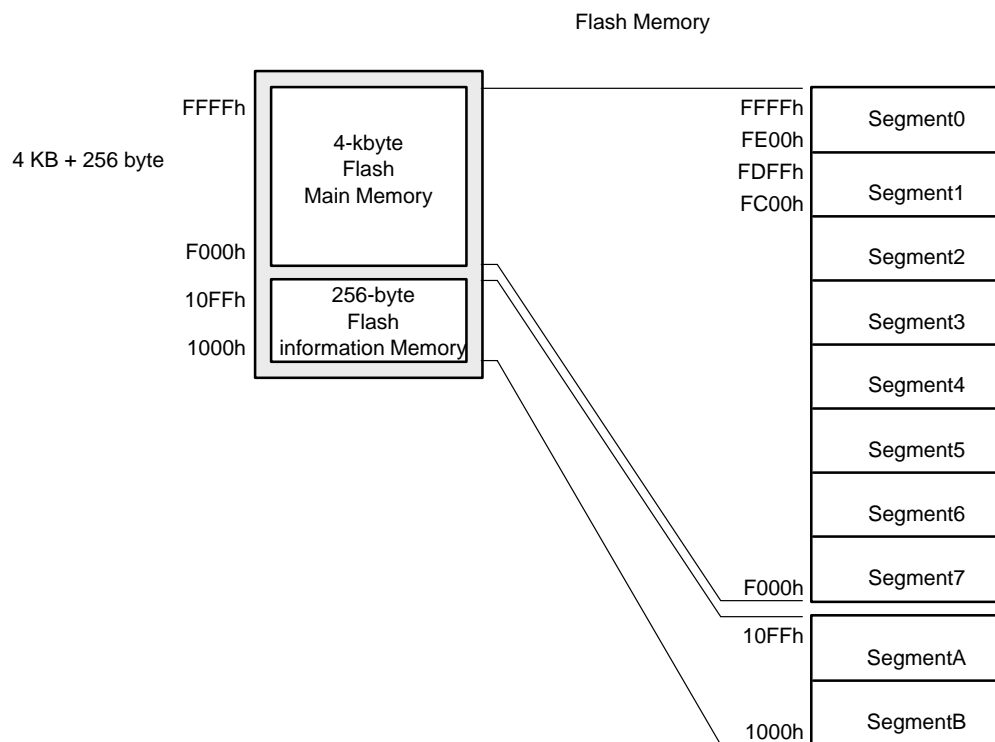 Flash Memory
4 KB + 256 byte
FFFFh
F000h
10FFh
1000h
4-kbyte
Flash
Main Memory
256-byte
Flash
information Memory
FFFFh
FE00h
FDFFh
FC00h
F000h
10FFh
1000h
Segment0
Segment1
Segment2
Segment3
Segment4
Segment5
Segment6
Segment7
SegmentA
SegmentB